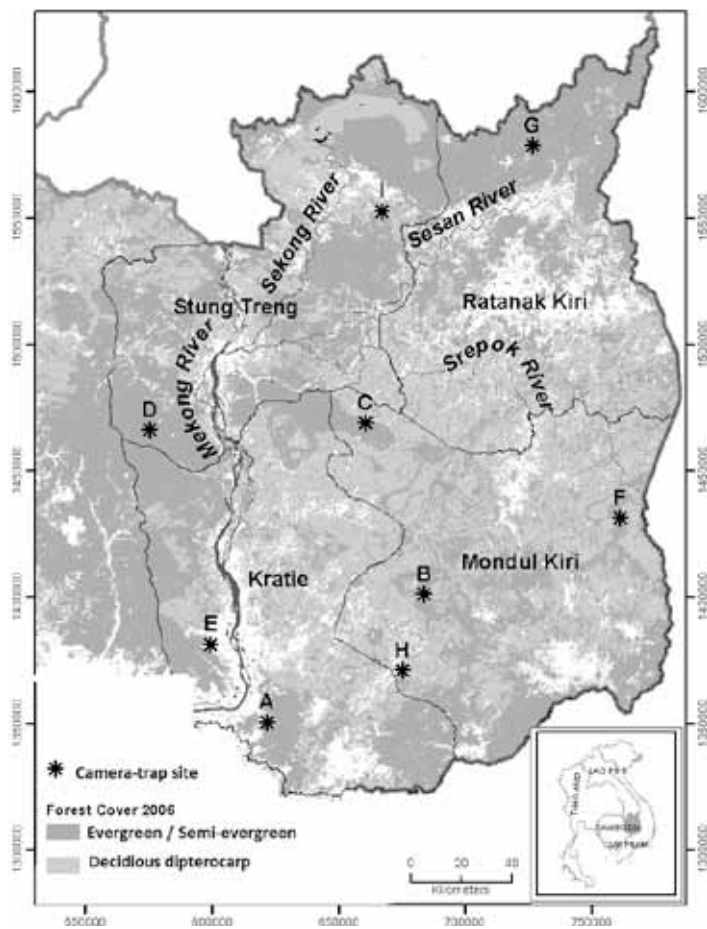 G
I
Sekong River
Sesan River
Stung Treng
Ratanak Kiri
Mekong River
Srepok River
D
C
F
Kratie
B
Mondul Kiri
E
H
A
Camera-trap site
Forest Cover 2006
Evergreen / Semi-evergreen
Decidious dipterocarp
0 20 40
Kilometers
THAILAND
550000 600000 650000 700000 750000